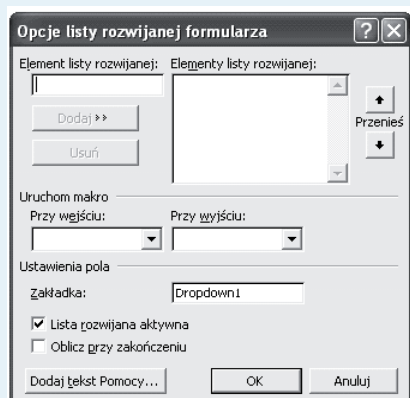 Opcje listy rozwijanej formularza
Element listy rozwijanej: Elementy listy rozwijanej:
Dodaj
Przenieś
Usuń
Uruchom makro
Przy wejściu: Przy wyjściu:
Ustawienia pola
Zakładka: Dropdown1
Lista rozwijana aktywna
Oblicz przy zakończeniu
Dodaj tekst Pomocy... OK Anuluj